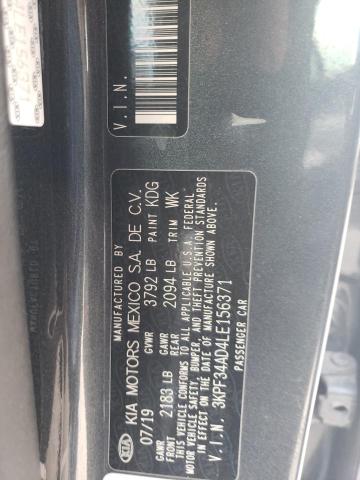 V.I.N.
MANUFACTURED BY
KIA KIA MOTORS MEXICO S.A. DE C.V.
07/19 GVWR 3792 LB PAINT KDG
GAWR FRONT GAWR REAR TRIM WK
2183 LB 2094 LB
THIS VEHICLE CONFORMS TO ALL APPLICABLE U.S.A. FEDERAL
MOTOR VEHICLE SAFETY, BUMPER, AND THEFT PREVENTION STANDARDS
IN EFFECT ON THE DATE OF MANUFACTURE SHOWN ABOVE.
V.I.N. 3KPF34AD4LE156371
PASSENGER CAR